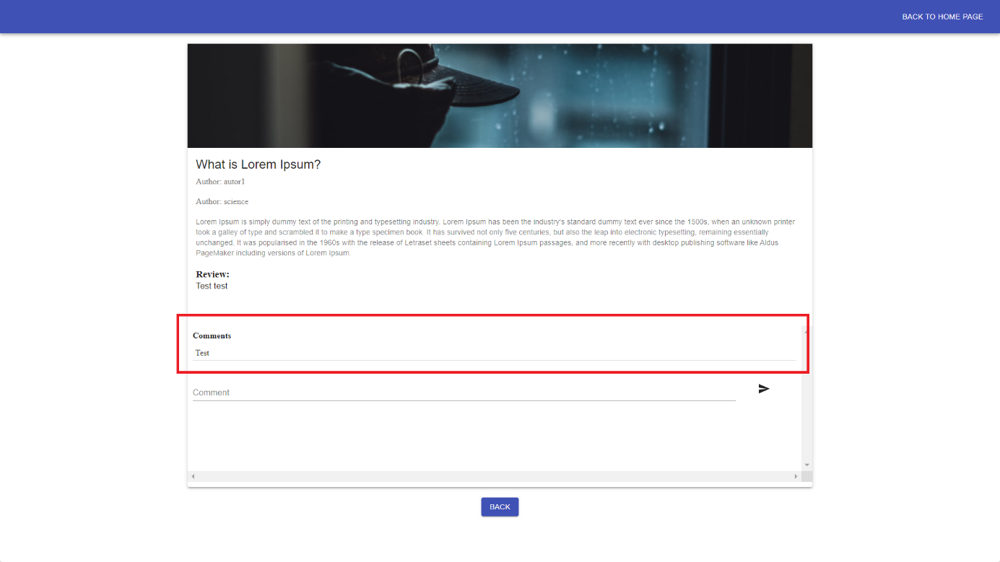 BACK TO HOME PAGE
What is Lorem Ipsum?
Author: autor1
Author: science
Lorem Ipsum is simply dummy text of the printing and typesetting industry. Lorem Ipsum has been the industry's standard dummy text ever since the 1500s, when an unknown printer
took a galley of type and scrambled it to make a type specimen book. It has survived not only five centuries, but also the leap into electronic typesetting, remaining essentially
unchanged. It was popularised in the 1960s with the release of Letraset sheets containing Lorem Ipsum passages, and more recently with desktop publishing software like Aldus
PageMaker including versions of Lorem Ipsum.
Review:
Test test
Comments
Test
Comment
BACK